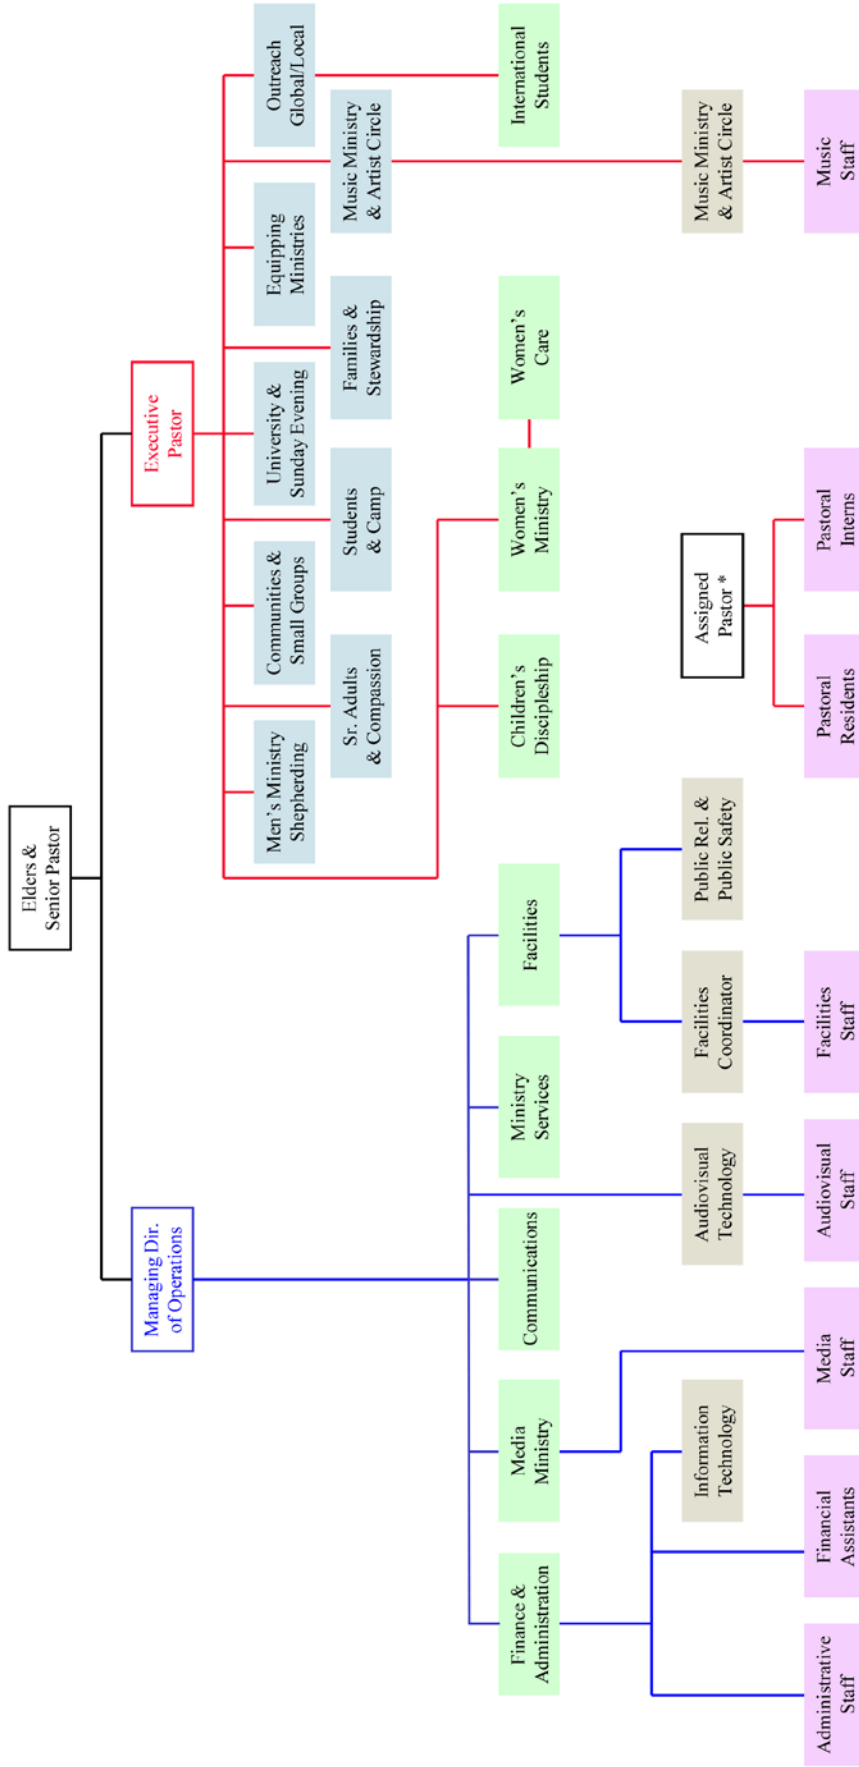 Elders &
Senior Pastor
Managing Dir.
of Operations
Executive
Pastor
Men's Ministry
Shepherding
Communities &
Small Groups
University &
Sunday Evening
Equipping
Ministries
Outreach
Global/Local
Sr. Adults
& Compassion
Students
& Camp
Families &
Stewardship
Music Ministry
& Artist Circle
Finance &
Administration
Media
Ministry
Communications
Ministry
Services
Facilities
Children's
Discipleship
Women's
Ministry
Women's
Care
International
Students
Information
Technology
Audiovisual
Technology
Facilities
Coordinator
Public Rel. &
Public Safety
Assigned
Pastor *
Music Ministry
& Artist Circle
Administrative
Staff
Financial
Assistants
Media
Staff
Audiovisual
Staff
Facilities
Staff
Pastoral
Residents
Pastoral
Interns
Music
Staff